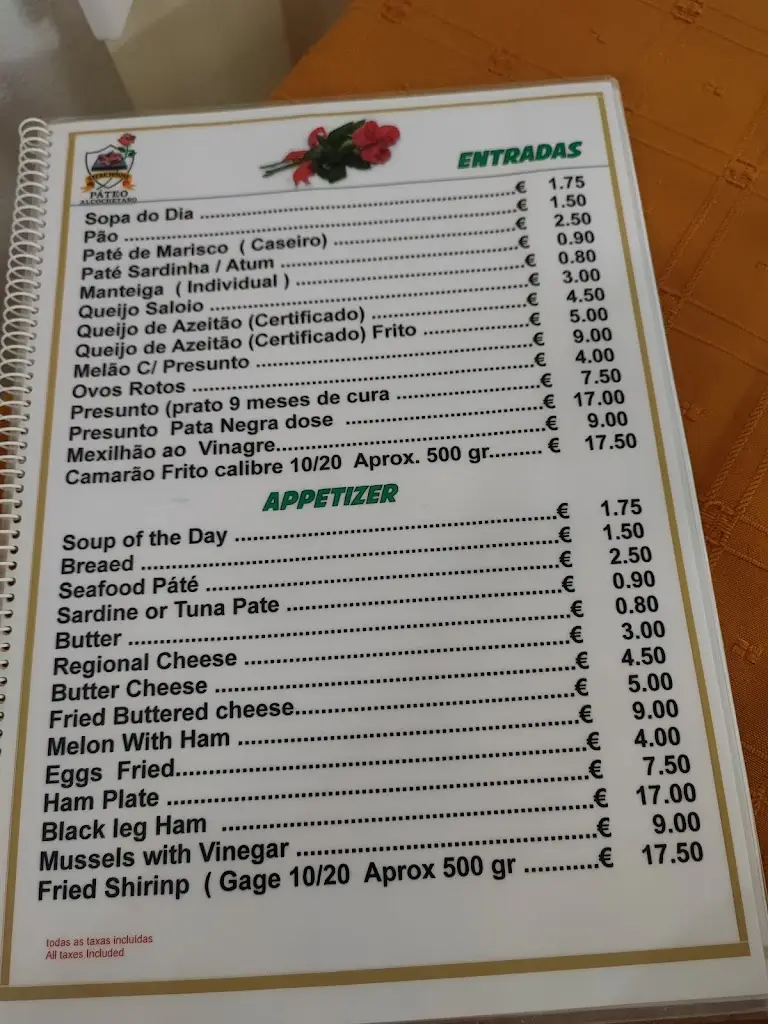 PÁTEO
ALCOCHETANO
ENTRADAS
Sopa do Dia ........ € 1.75
Pão ........ € 1.50
Paté de Marisco ( Caseiro) ........ € 2.50
Paté Sardinha / Atum ........ € 0.90
Manteiga ( Individual ) ........ € 0.80
Queijo Saloio ........ € 3.00
Queijo de Azeitão (Certificado) ........ € 4.50
Queijo de Azeitão (Certificado) Frito ........ € 5.00
Melão C/ Presunto ........ € 9.00
Ovos Rotos ........ € 4.00
Presunto (prato 9 meses de cura ........ € 7.50
Presunto Pata Negra dose ........ € 17.00
Mexilhão ao Vinagre........ € 9.00
Camarão Frito calibre 10/20 Aprox. 500 gr......... € 17.50
APPETIZER
Soup of the Day ........ € 1.75
Breaed ........ € 1.50
Seafood Páté ........ € 2.50
Sardine or Tuna Pate ........ € 0.90
Butter ........ € 0.80
Regional Cheese ........ € 3.00
Butter Cheese ........ € 4.50
Fried Buttered cheese........ € 5.00
Melon With Ham ........ € 9.00
Eggs Fried........ € 4.00
Ham Plate ........ € 7.50
Black leg Ham ........ € 17.00
Mussels with Vinegar ........ € 9.00
Fried Shirinp ( Gage 10/20 Aprox 500 gr ...........€ 17.50
todas as taxas incluidas
All taxes Included